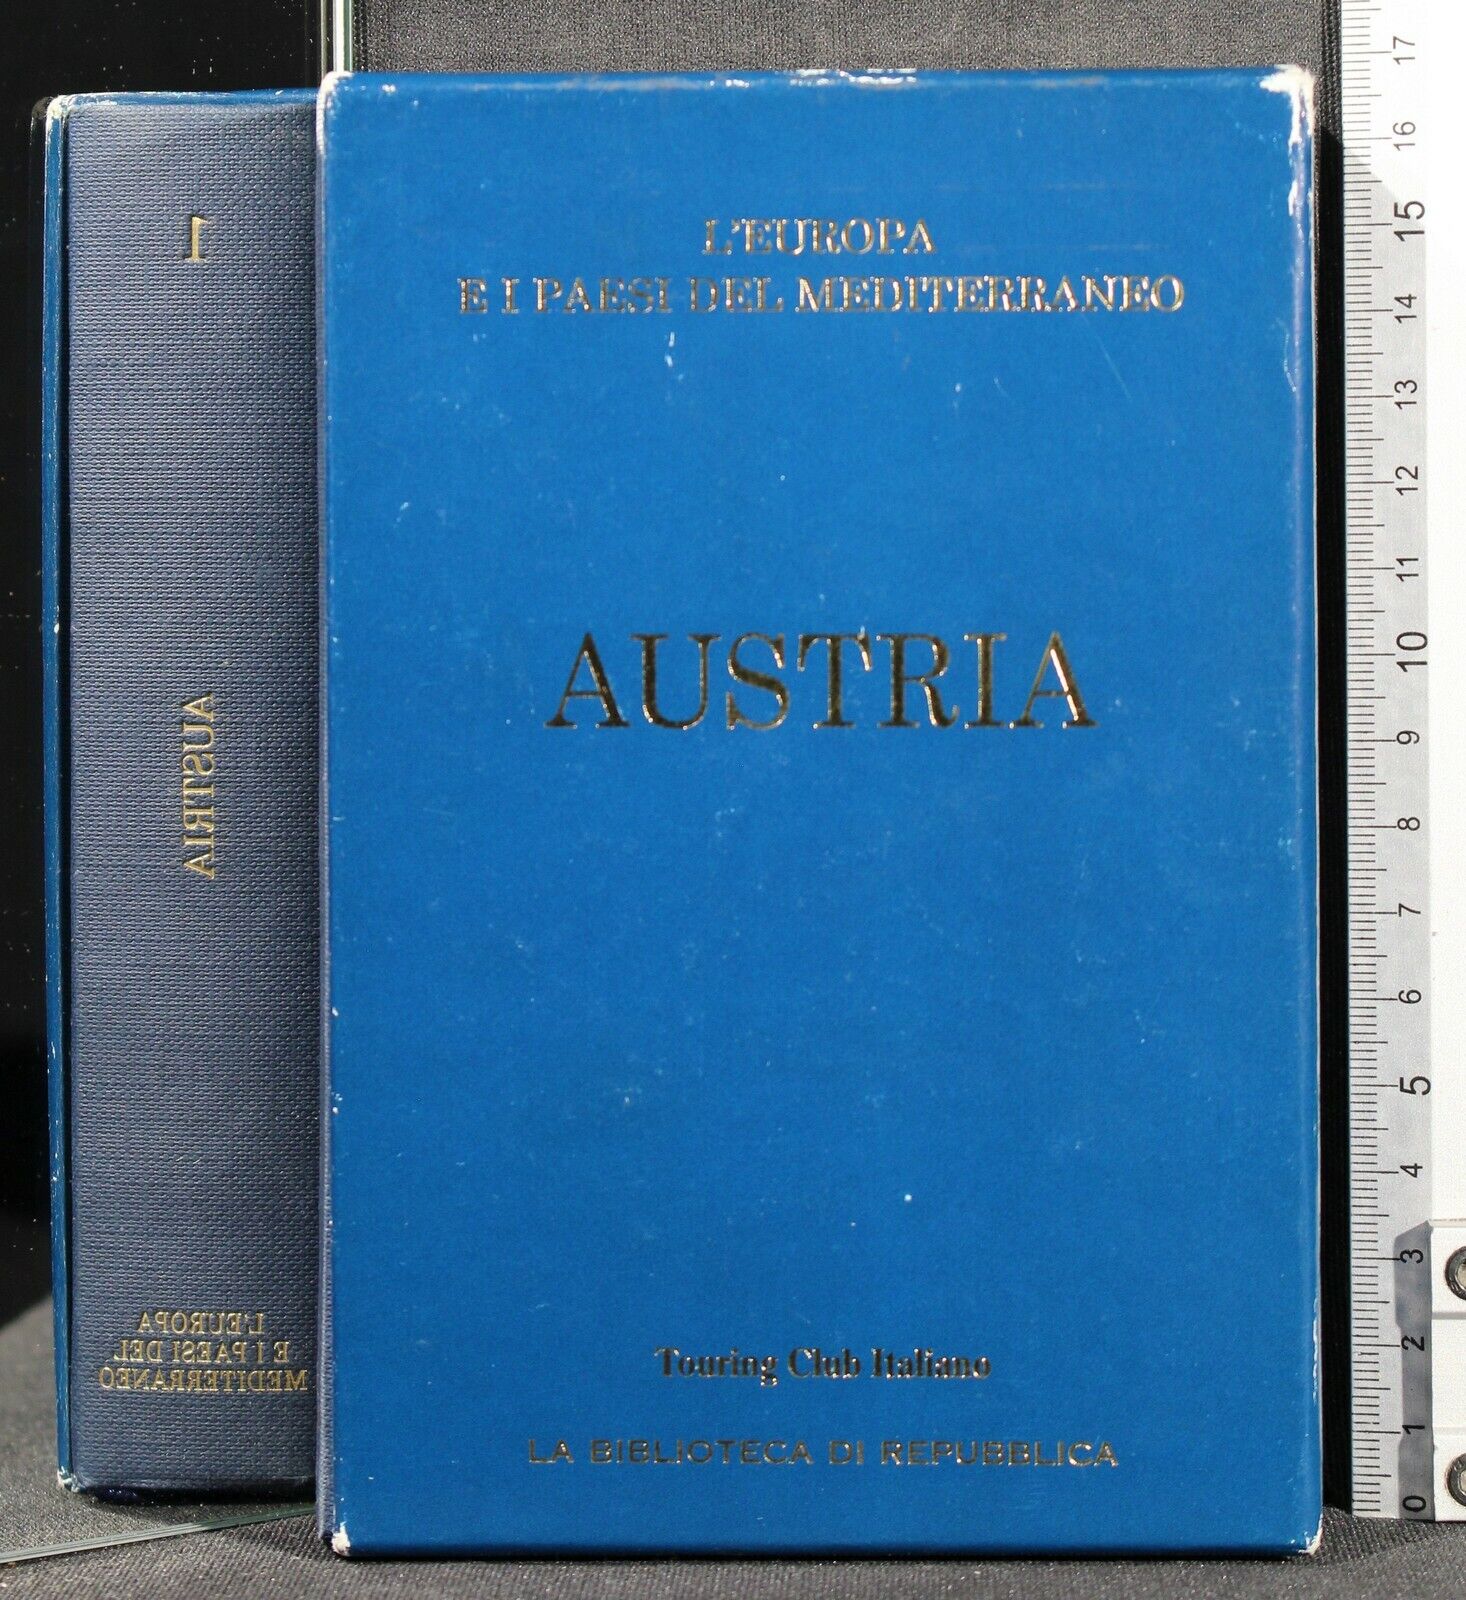 L'EUROPA
E I PAESI DEL MEDITERRANEO
AUSTRIA
Touring Club Italiano
LA BIBLIOTECA DI REPUBBLICA
1
AUSTRIA
L'EUROPA
E I PAESI DEL
MEDITERRANEO
17
16
15
14
13
12
11
10
9
8
7
6
5
4
3
2
1
0